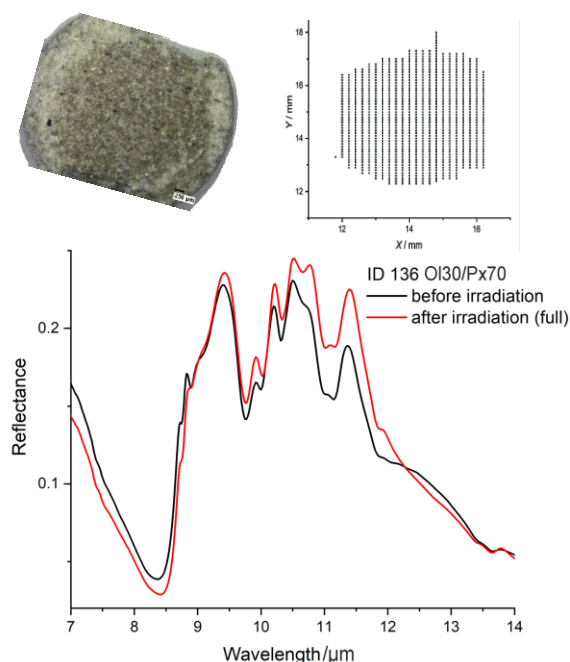 250 µm
18
16
14
12
Y / mm
12 14 16
X / mm
ID 136 Ol30/Px70
before irradiation
after irradiation (full)
0.2
0.1
Reflectance
7 8 9 10 11 12 13 14
Wavelength/µm